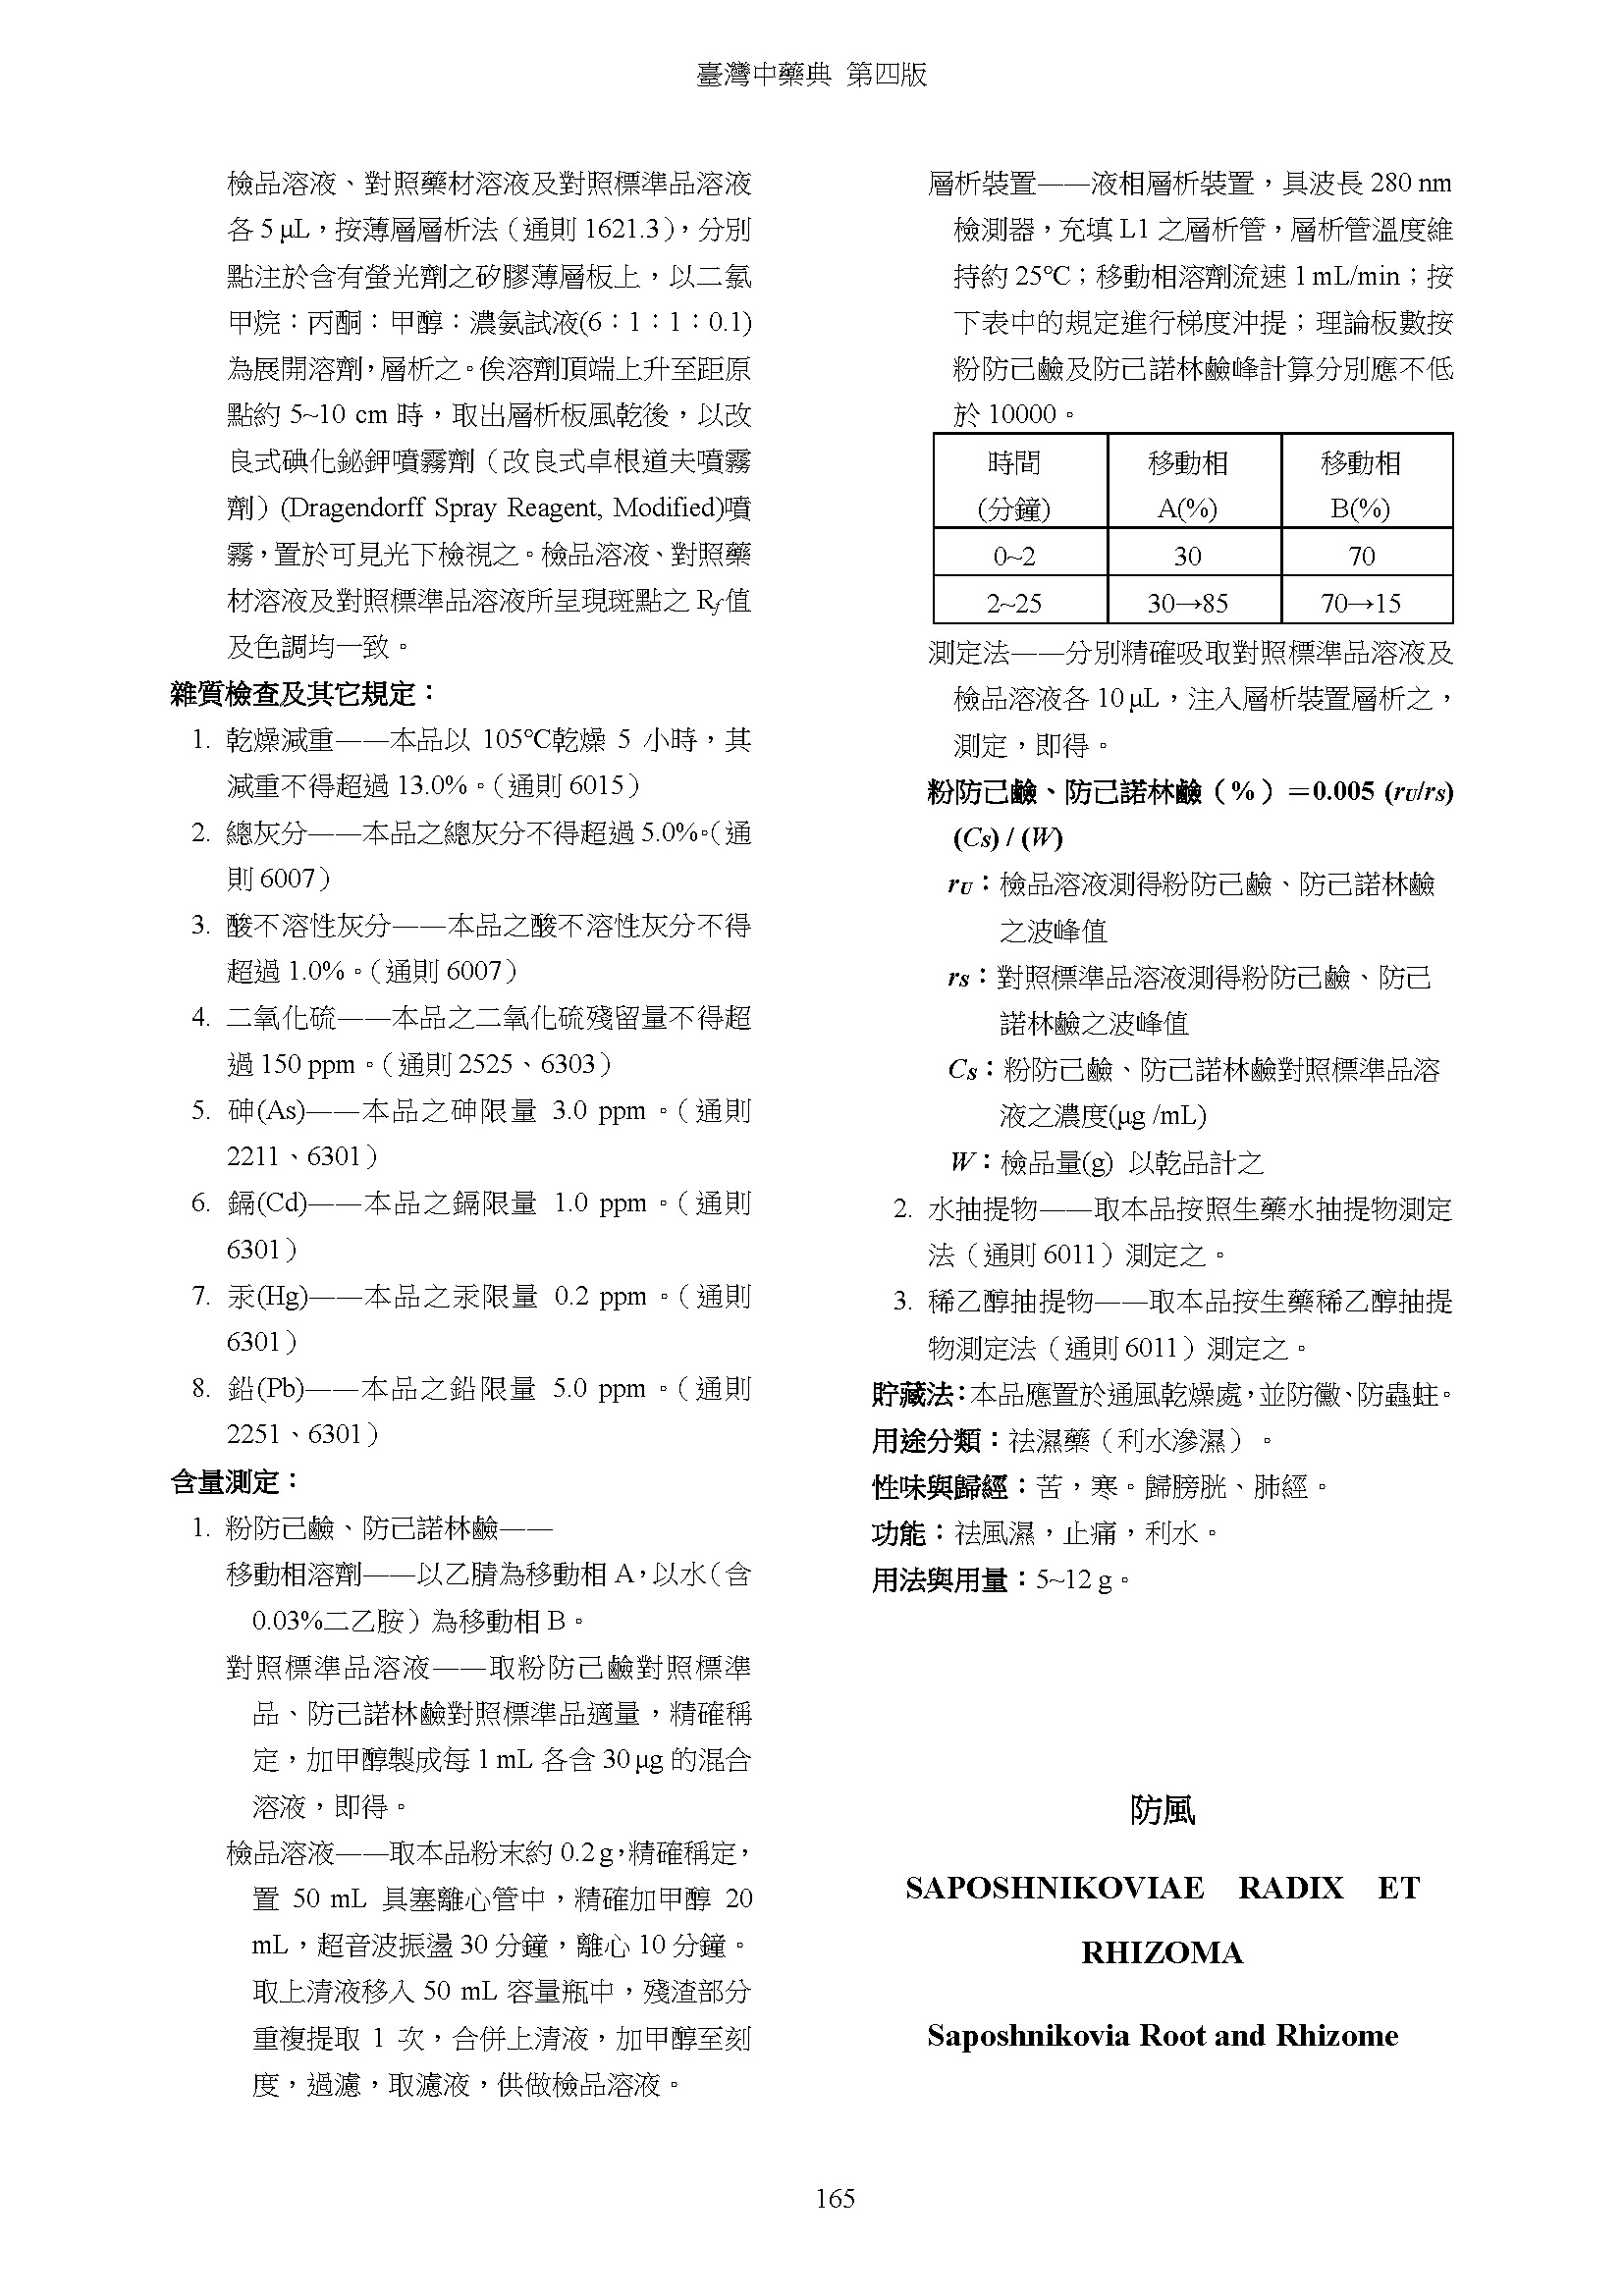 臺灣中藥典 第四版
檢品溶液、對照藥材溶液及對照標準品溶液
各 5 μL，按薄層層析法（通則 1621.3），分別
點注於含有螢光劑之矽膠薄層板上，以二氯
甲烷：丙酮：甲醇：濃氨試液(6：1：1：0.1)
為展開溶劑，層析之。俟溶劑頂端上升至距原
點約 5~10 cm 時，取出層析板風乾後，以改
良式碘化鉍鉀噴霧劑（改良式卓根道夫噴霧
劑）(Dragendorff Spray Reagent, Modified)噴
霧，置於可見光下檢視之。檢品溶液、對照藥
材溶液及對照標準品溶液所呈現斑點之 Rf 值
及色調均一致。
雜質檢查及其它規定：
1. 乾燥減重——本品以 105℃乾燥 5 小時，其
減重不得超過 13.0%。（通則 6015）
2. 總灰分——本品之總灰分不得超過 5.0%。（通
則 6007）
3. 酸不溶性灰分——本品之酸不溶性灰分不得
超過 1.0%。（通則 6007）
4. 二氧化硫——本品之二氧化硫殘留量不得超
過 150 ppm。（通則 2525、6303）
5. 砷(As)——本品之砷限量 3.0 ppm。（通則
2211、6301）
6. 鎘(Cd)——本品之鎘限量 1.0 ppm。（通則
6301）
7. 汞(Hg)——本品之汞限量 0.2 ppm。（通則
6301）
8. 鉛(Pb)——本品之鉛限量 5.0 ppm。（通則
2251、6301）
含量測定：
1. 粉防己鹼、防己諾林鹼——
移動相溶劑——以乙腈為移動相 A，以水（含
0.03%二乙胺）為移動相 B。
對照標準品溶液——取粉防己鹼對照標準
品、防己諾林鹼對照標準品適量，精確稱
定，加甲醇製成每 1 mL 各含 30 μg 的混合
溶液，即得。
檢品溶液——取本品粉末約 0.2 g，精確稱定，
置 50 mL 具塞離心管中，精確加甲醇 20
mL，超音波振盪 30 分鐘，離心 10 分鐘。
取上清液移入 50 mL 容量瓶中，殘渣部分
重複提取 1 次，合併上清液，加甲醇至刻
度，過濾，取濾液，供做檢品溶液。
層析裝置——液相層析裝置，具波長 280 nm
檢測器，充填 L1 之層析管，層析管溫度維
持約 25℃；移動相溶劑流速 1 mL/min；按
下表中的規定進行梯度沖提；理論板數按
粉防己鹼及防己諾林鹼峰計算分別應不低
於 10000。
時間 移動相 移動相
(分鐘) A(%) B(%)
0~2 30 70
2~25 30→85 70→15
測定法——分別精確吸取對照標準品溶液及
檢品溶液各 10 μL，注入層析裝置層析之，
測定，即得。
粉防己鹼、防己諾林鹼（%）＝0.005 (rU/rS)
(CS) / (W)
rU：檢品溶液測得粉防己鹼、防己諾林鹼
之波峰值
rS：對照標準品溶液測得粉防己鹼、防己
諾林鹼之波峰值
CS：粉防己鹼、防己諾林鹼對照標準品溶
液之濃度(μg /mL)
W：檢品量(g) 以乾品計之
2. 水抽提物——取本品按照生藥水抽提物測定
法（通則 6011）測定之。
3. 稀乙醇抽提物——取本品按生藥稀乙醇抽提
物測定法（通則 6011）測定之。
貯藏法：本品應置於通風乾燥處，並防黴、防蟲蛀。
用途分類：祛濕藥（利水滲濕）。
性味與歸經：苦，寒。歸膀胱、肺經。
功能：祛風濕，止痛，利水。
用法與用量：5~12 g。
防風
SAPOSHNIKOVIAE RADIX ET
RHIZOMA
Saposhnikovia Root and Rhizome
165